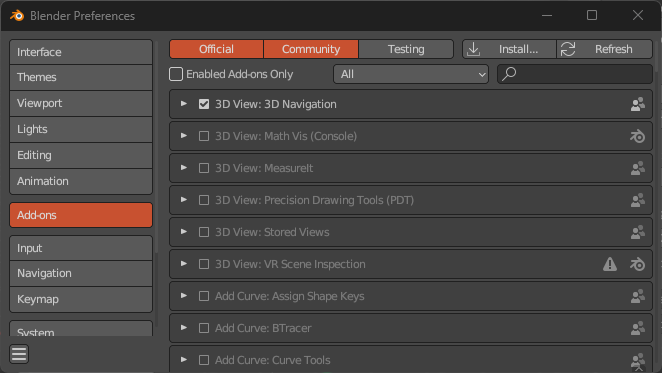 Blender Preferences
Interface
Themes
Viewport
Lights
Editing
Animation
Add-ons
Input
Navigation
Keymap
System
Official Community Testing Install... Refresh
Enabled Add-ons Only All
3D View: 3D Navigation
3D View: Math Vis (Console)
3D View: MeasureIt
3D View: Precision Drawing Tools (PDT)
3D View: Stored Views
3D View: VR Scene Inspection
Add Curve: Assign Shape Keys
Add Curve: BTracer
Add Curve: Curve Tools